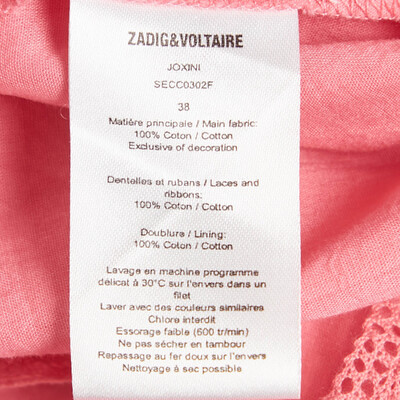 ZADIG&VOLTAIRE
JOXINI
SECC0302F
38
Matière principale / Main fabric:
100% Coton / Cotton
Exclusive of decoration
Dentelles et rubans / Laces and
ribbons:
100% Coton / Cotton
Doublure / Lining:
100% Coton / Cotton
Lavage en machine programme
délicat à 30°C sur l'envers dans un
filet
Laver avec des couleurs similaires
Chlore interdit
Essorage faible (600 tr/min)
Ne pas sécher en tambour
Repassage au fer doux sur l'envers
Nettoyage à sec possible